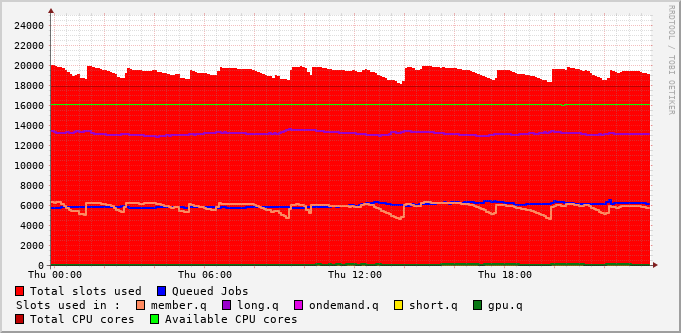 24000
22000
20000
18000
16000
14000
12000
10000
8000
6000
4000
2000
0
Thu 00:00 Thu 06:00 Thu 12:00 Thu 18:00
Total slots used Queued Jobs
Slots used in : member.q long.q ondemand.q short.q gpu.q
Total CPU cores Available CPU cores
RRDTOOL / TOBI OETIKER